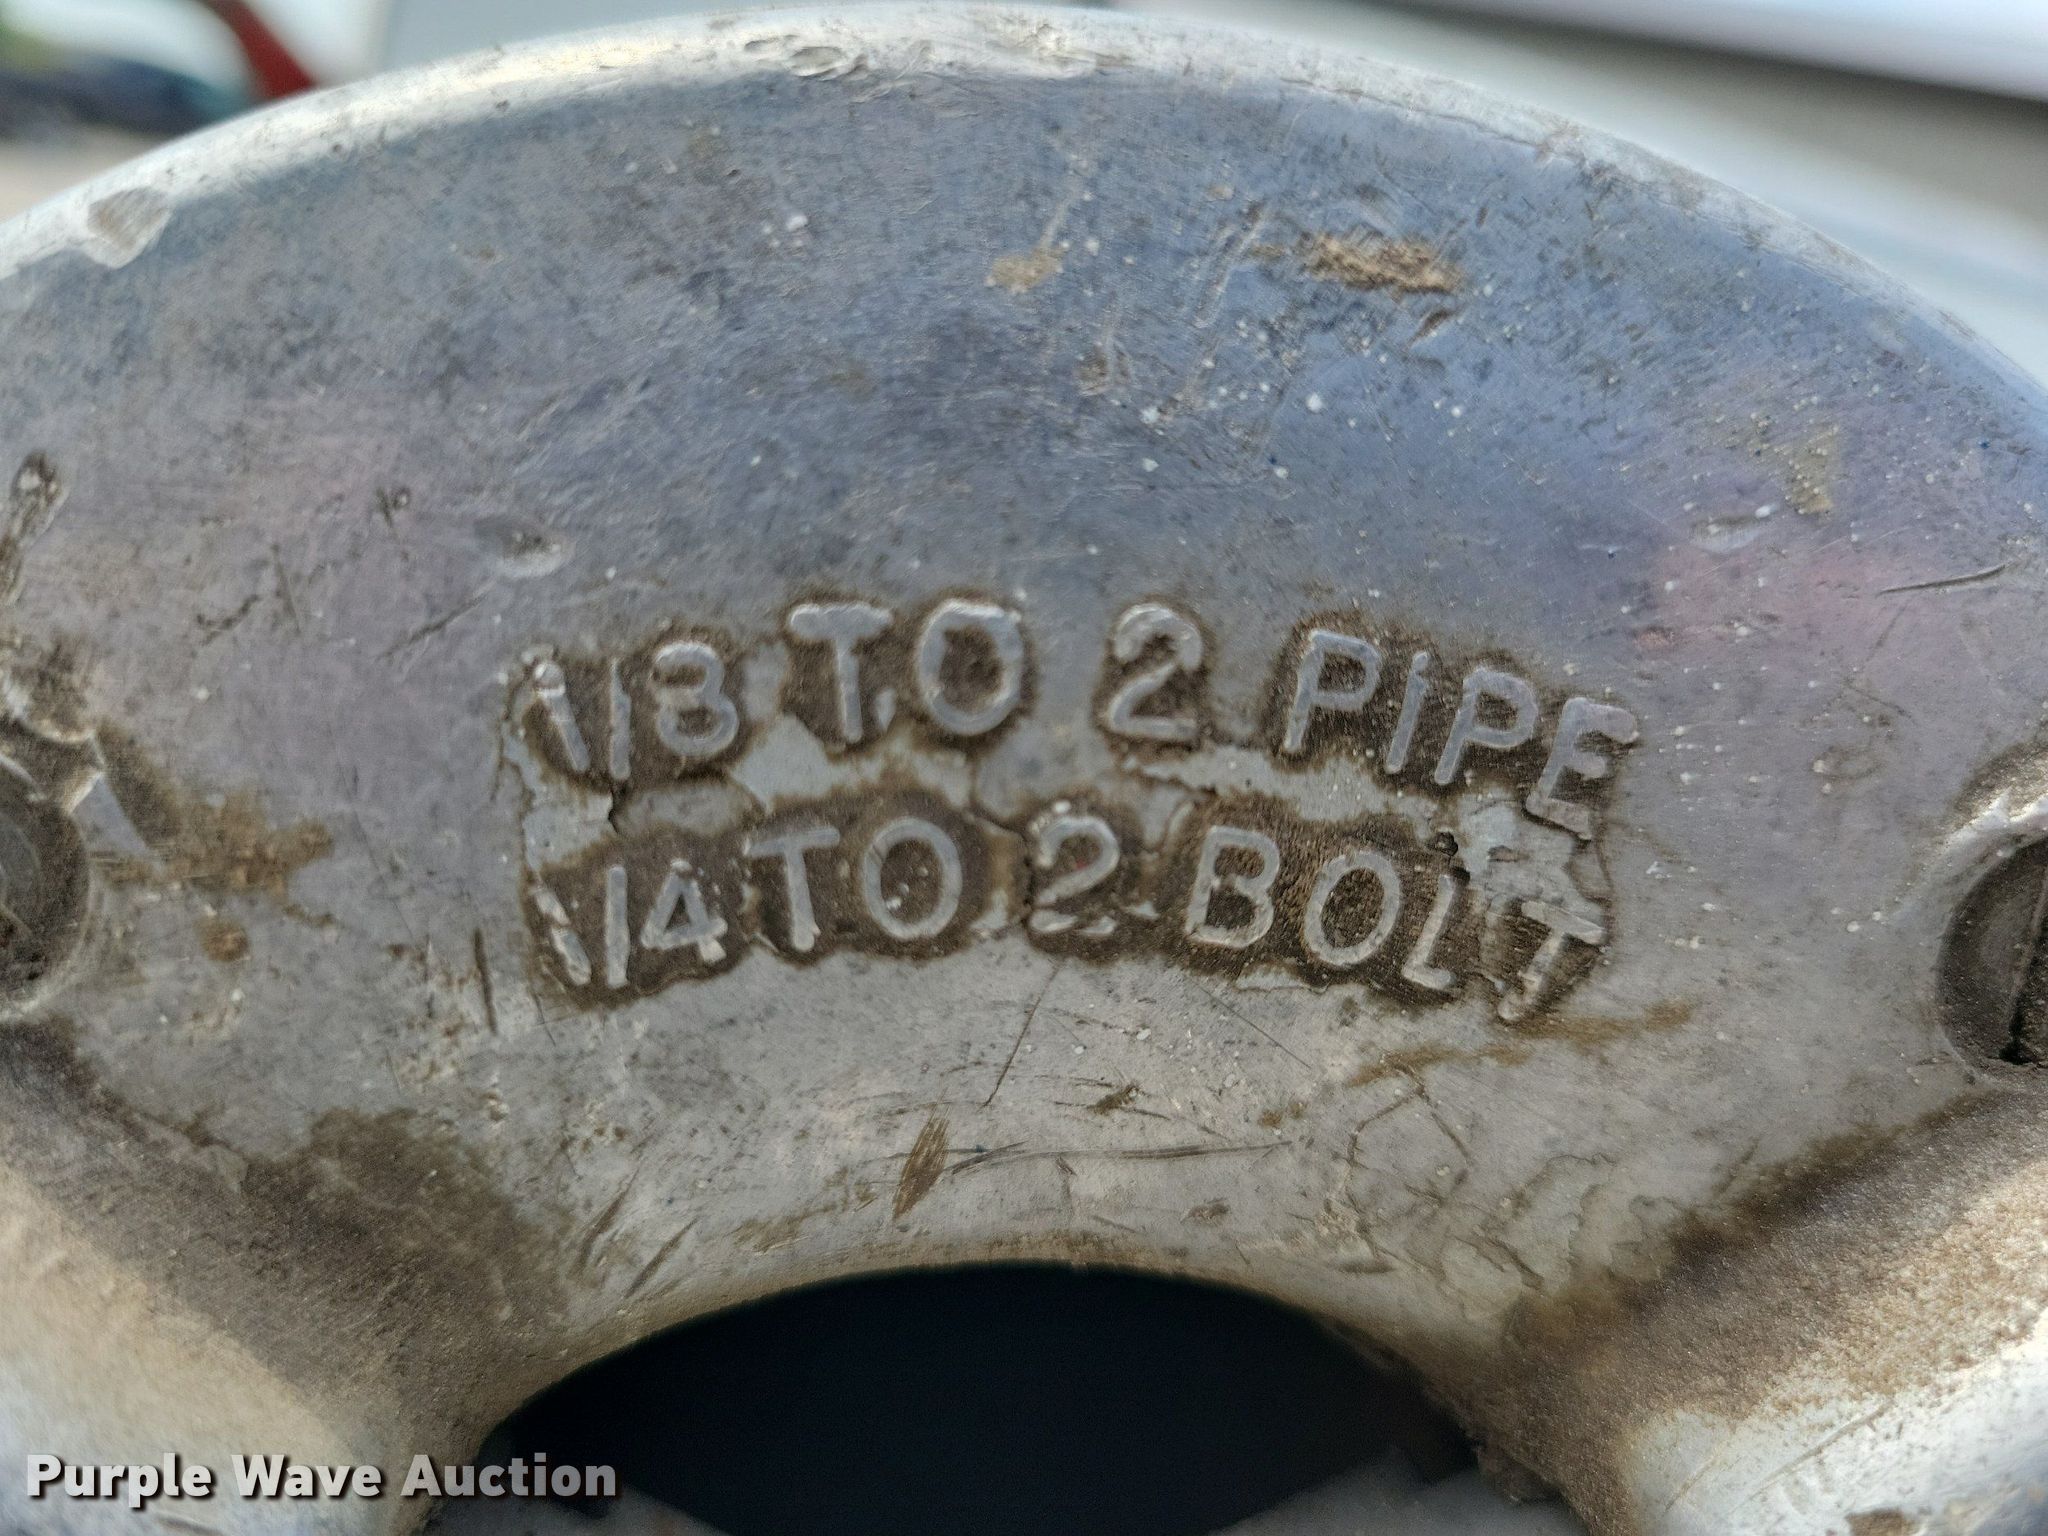 1/8 TO 2 PIPE
1/4 TO 2 BOLT
Purple Wave Auction